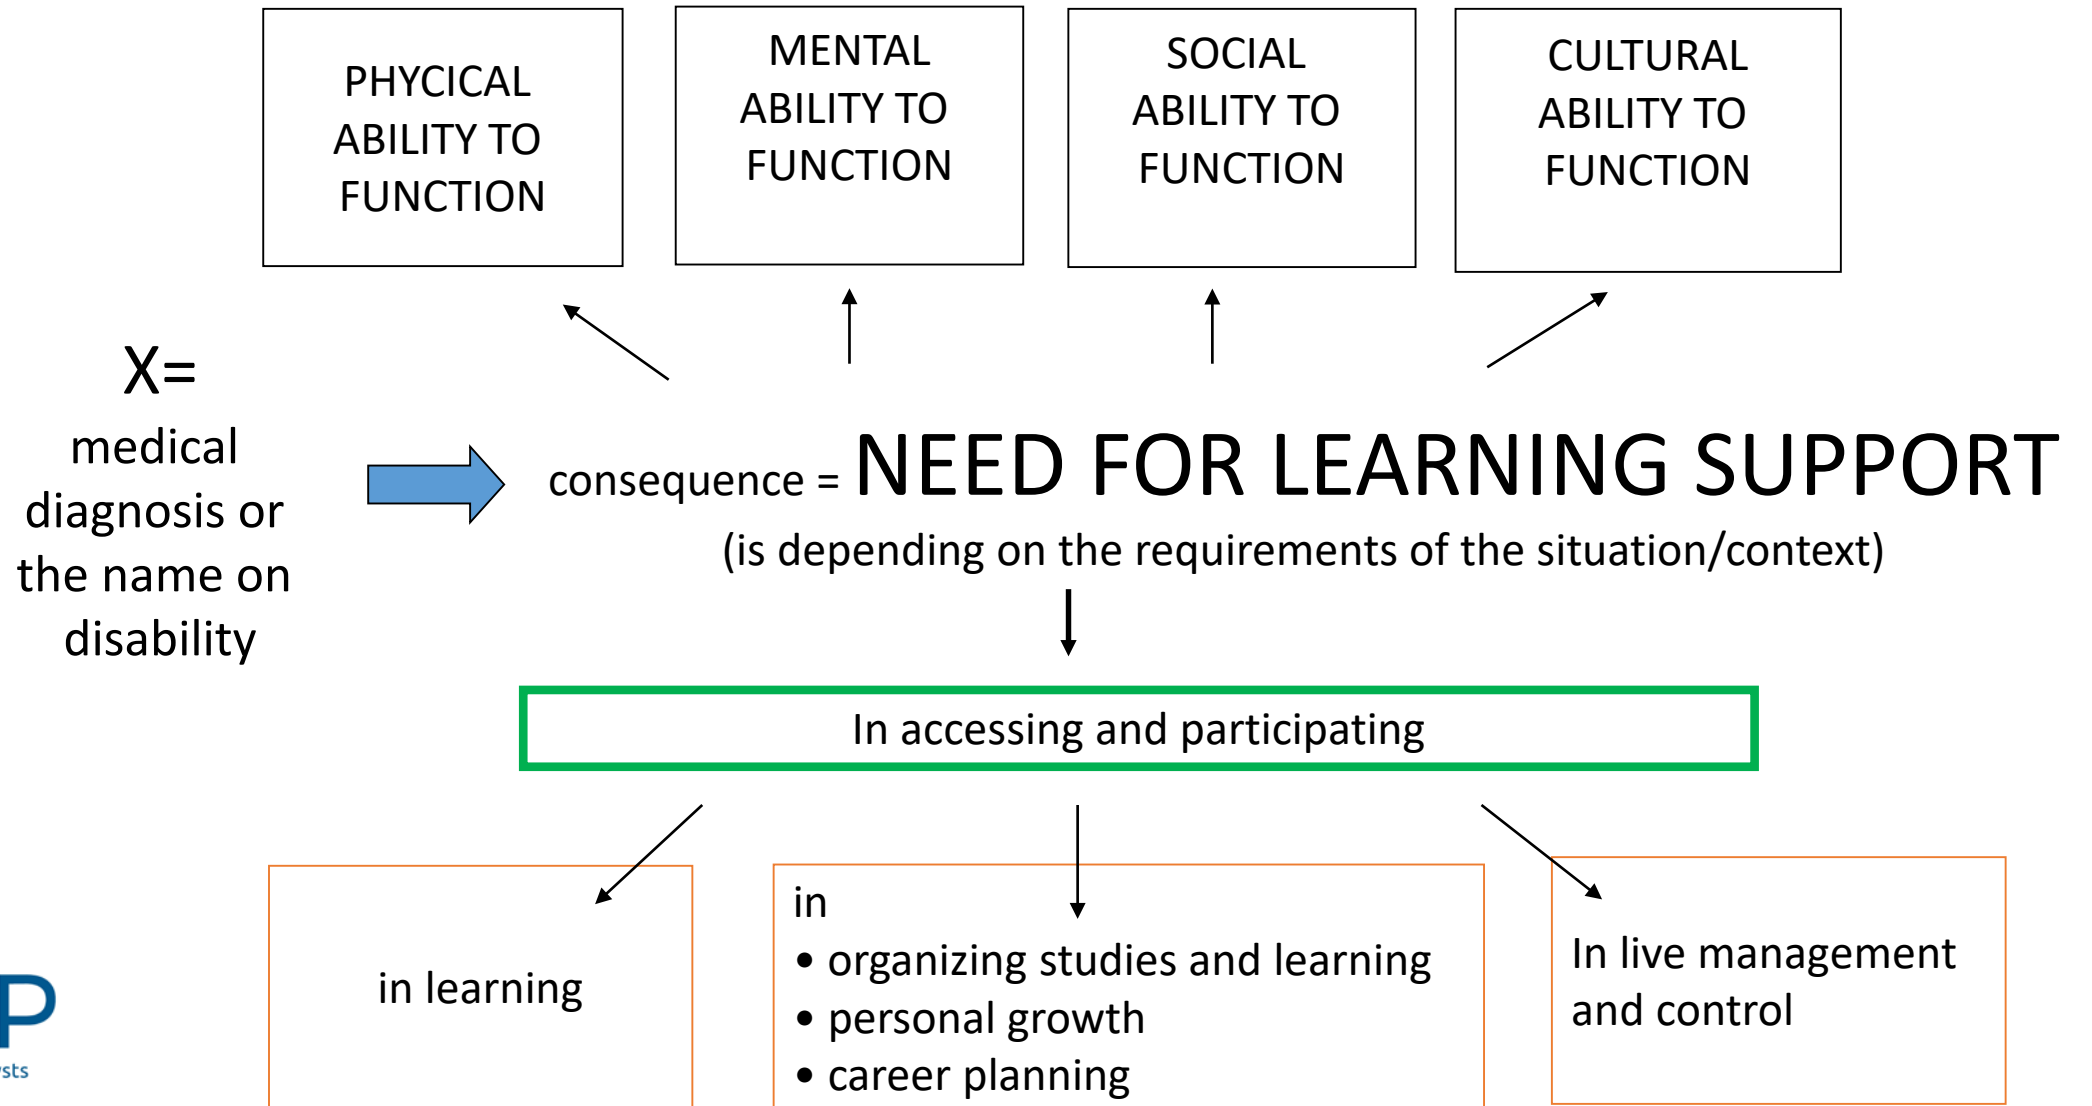 PHYCICAL
ABILITY TO
FUNCTION
MENTAL
ABILITY TO
FUNCTION
SOCIAL
ABILITY TO
FUNCTION
CULTURAL
ABILITY TO
FUNCTION
X=
medical
diagnosis or
the name on
disability
consequence = NEED FOR LEARNING SUPPORT
(is depending on the requirements of the situation/context)
In accessing and participating
in learning
in
• organizing studies and learning
• personal growth
• career planning
In live management
and control
P